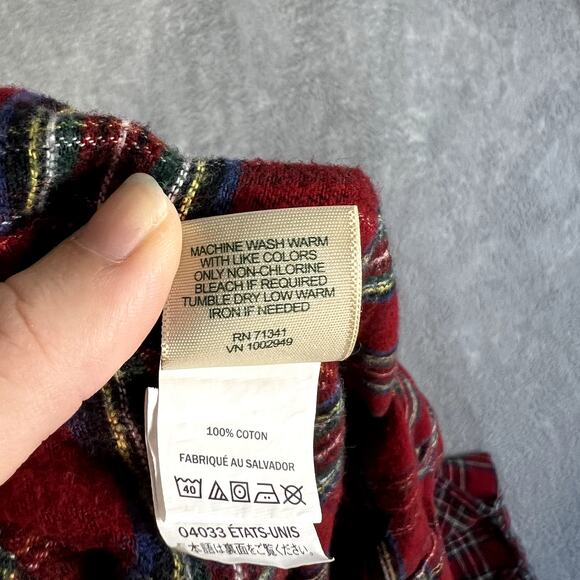 MACHINE WASH WARM
WITH LIKE COLORS
ONLY NON-CHLORINE
BLEACH IF REQUIRED
TUMBLE DRY LOW WARM
IRON IF NEEDED
RN 71341
VN 1002949
100% COTON
FABRIQUÉ AU SALVADOR
40
04033 ÉTATS-UNIS
日本語は裏面をご覧ください。